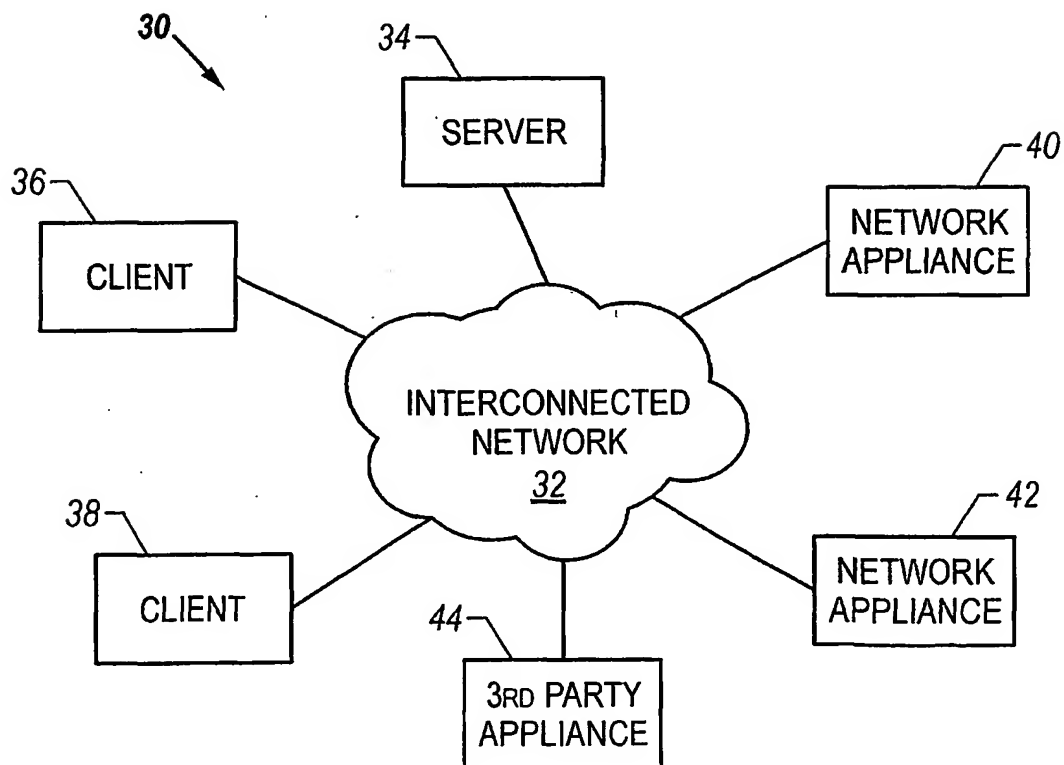 30
34
SERVER
36
CLIENT
40
NETWORK
APPLIANCE
INTERCONNECTED
NETWORK
32
38
CLIENT
42
NETWORK
APPLIANCE
44
3RD PARTY
APPLIANCE